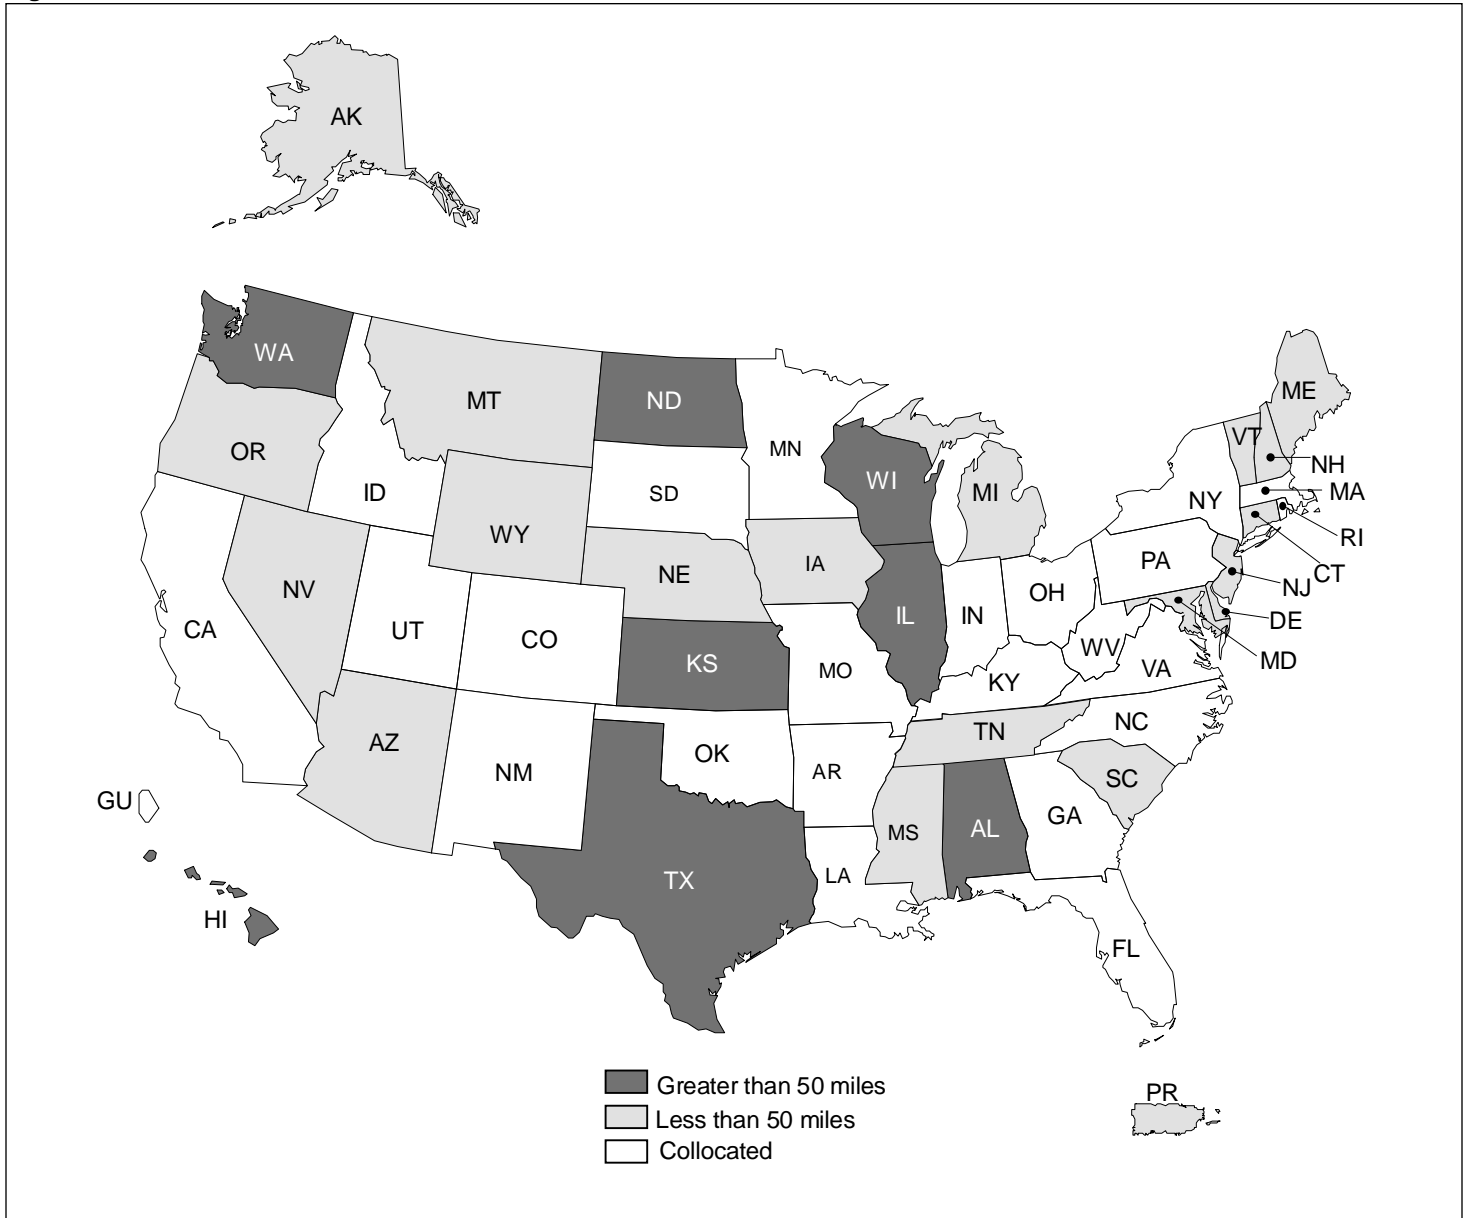 AK
WA
MT
ND
ME
MN
VT
OR
WI
NH
ID
SD
MI
MA
NY
WY
RI
IA
PA
NE
CT
NV
NJ
OH
IN
IL
DE
CA
UT
CO
WV
MD
KS
MO
VA
KY
NC
TN
AZ
OK
NM
AR
SC
GU
GA
AL
MS
LA
TX
HI
FL
Greater than 50 miles
PR
Less than 50 miles
Collocated